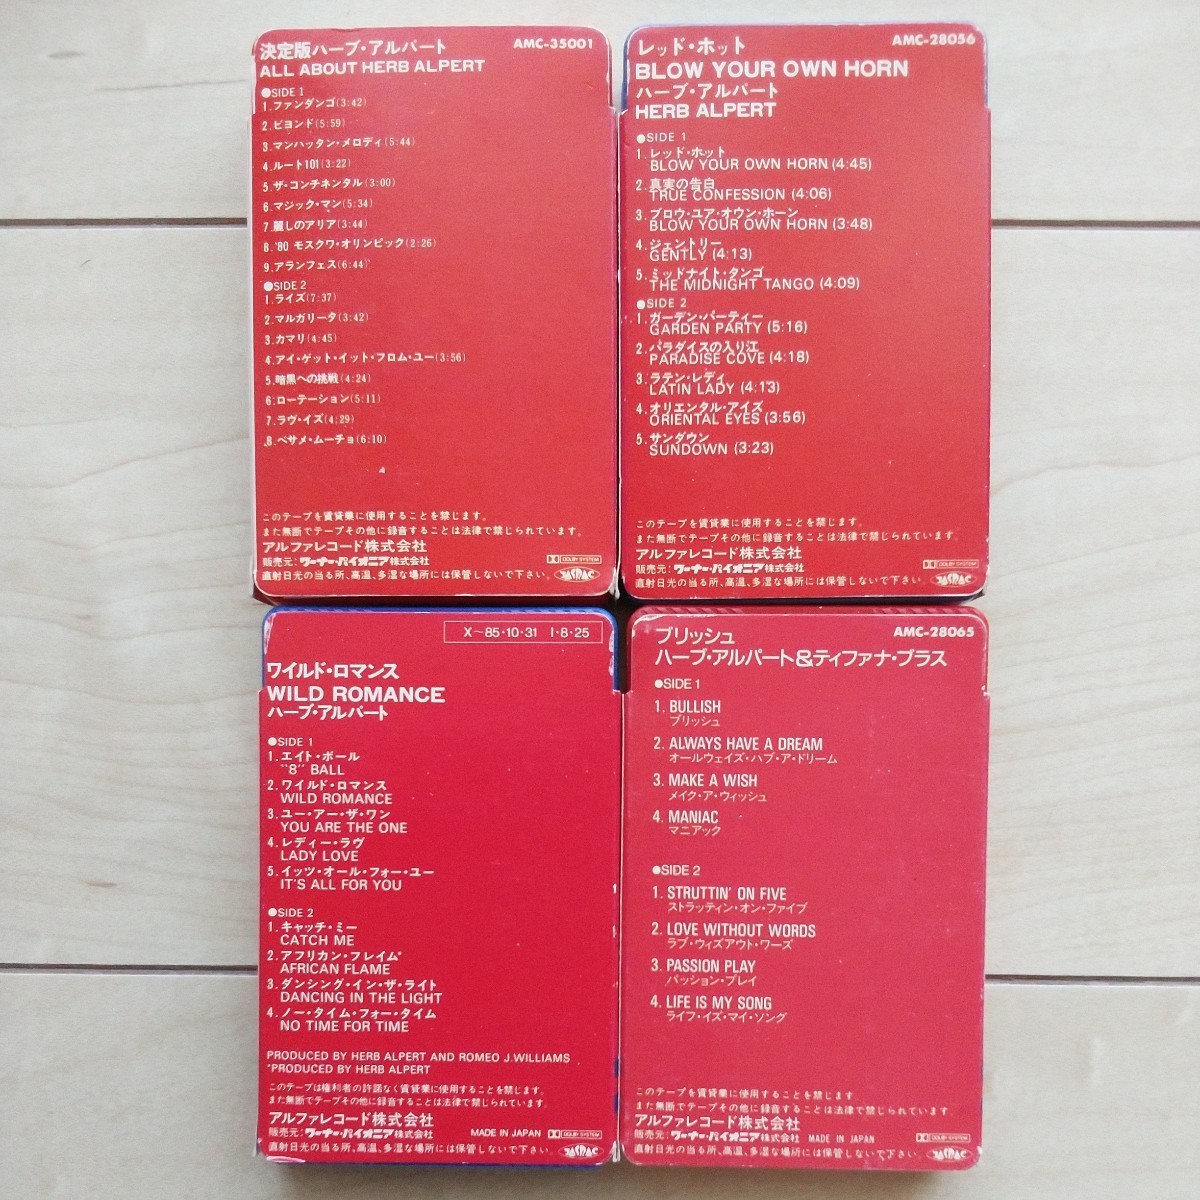 決定版ハーブ・アルパート
AMC-35001
ALL ABOUT HERB ALPERT
●SIDE 1
1.ファンダンゴ(3:42)
2.ビヨンド(5:59)
3.マンハッタン・メロディ(5:44)
4.ルート101(3:22)
5.ザ・コンチネンタル(3:00)
6.マジック・マン(5:34)
7.麗しのアリア(3:44)
8.'80 モスクワ・オリンピック(2:26)
9.アランフェス(6:44)
●SIDE 2
1.ライズ(7:37)
2.マルガリータ(3:42)
3.カマリ(4:45)
4.アイ・ゲット・イット・フロム・ユー(3:56)
5.暗黒への挑戦(4:24)
6.ローテーション(5:11)
7.ラヴ・イズ(4:29)
8.ベサメ・ムーチョ(6:10)
このテープを賃貸業に使用することを禁じます。
また無断でテープその他に録音することは法律で禁じられています。
アルファレコード株式会社
販売元:ワーナー・パイオニア株式会社
DOLBY SYSTEM
直射日光の当る所、高温、多湿な場所には保管しないで下さい。
JASRAC
レッド・ホット
AMC-28056
BLOW YOUR OWN HORN
ハーブ・アルパート
HERB ALPERT
●SIDE 1
1.レッド・ホット
BLOW YOUR OWN HORN (4:45)
2.真実の告白
TRUE CONFESSION (4:06)
3.ブロウ・ユア・オウン・ホーン
BLOW YOUR OWN HORN (3:48)
4.ジェントリー
GENTLY (4:13)
5.ミッドナイト・タンゴ
THE MIDNIGHT TANGO (4:09)
●SIDE 2
1.ガーデン・パーティー
GARDEN PARTY (5:16)
2.パラダイスの入り江
PARADISE COVE (4:18)
3.ラテン・レディ
LATIN LADY (4:13)
4.オリエンタル・アイズ
ORIENTAL EYES (3:56)
5.サンダウン
SUNDOWN (3:23)
このテープを賃貸業に使用することを禁じます。
また無断でテープその他に録音することは法律で禁じられています。
アルファレコード株式会社
販売元:ワーナー・パイオニア株式会社
DOLBY SYSTEM
直射日光の当る所、高温、多湿な場所には保管しないで下さい。
JASRAC
X〜85・10・31 I・8・25
ワイルド・ロマンス
WILD ROMANCE
ハーブ・アルパート
●SIDE 1
1.エイト・ボール
"8" BALL
2.ワイルド・ロマンス
WILD ROMANCE
3.ユー・アー・ザ・ワン
YOU ARE THE ONE
4.レディー・ラヴ
LADY LOVE
5.イッツ・オール・フォー・ユー
IT'S ALL FOR YOU
●SIDE 2
1.キャッチ・ミー
CATCH ME
2.アフリカン・フレイム*
AFRICAN FLAME
3.ダンシング・イン・ザ・ライト
DANCING IN THE LIGHT
4.ノー・タイム・フォー・タイム
NO TIME FOR TIME
PRODUCED BY HERB ALPERT AND ROMEO J.WILLIAMS
*PRODUCED BY HERB ALPERT
このテープは権利者の許諾なく賃貸業に使用することを禁じます。
また無断でテープその他に録音することは法律で禁じられています。
アルファレコード株式会社
販売元:ワーナー・パイオニア株式会社
MADE IN JAPAN
DOLBY SYSTEM
直射日光の当る所、高温、多湿な場所には保管しないで下さい。
JASRAC
ブリッシュ
AMC-28065
ハーブ・アルパート&ティファナ・ブラス
●SIDE 1
1. BULLISH
ブリッシュ
2. ALWAYS HAVE A DREAM
オールウェイズ・ハブ・ア・ドリーム
3. MAKE A WISH
メイク・ア・ウィッシュ
4. MANIAC
マニアック
●SIDE 2
1. STRUTTIN' ON FIVE
ストラッティン・オン・ファイブ
2. LOVE WITHOUT WORDS
ラブ・ウィズアウト・ワーズ
3. PASSION PLAY
パッション・プレイ
4. LIFE IS MY SONG
ライフ・イズ・マイ・ソング
このテープを賃貸業に使用することを禁じます
また無断でテープその他に録音することは法律で禁じられています。
アルファレコード株式会社
販売元:ワーナー・パイオニア株式会社
MADE IN JAPAN
DOLBY SYSTEM
直射日光の当る所、高温、多湿な場所には保管しないで下さい。
JASRAC